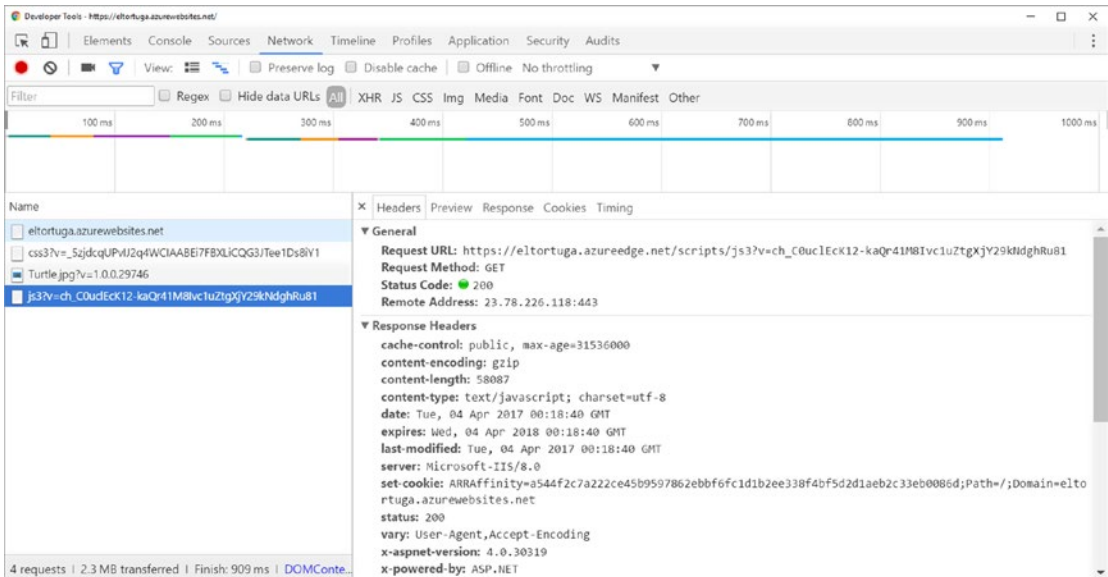 Developer Tools - https://eltortuga.azurewebsites.net/
Elements Console Sources Network Timeline Profiles Application Security Audits
View: Preserve log Disable cache Offline No throttling
Filter Regex Hide data URLs All XHR JS CSS Img Media Font Doc WS Manifest Other
100 ms 200 ms 300 ms 400 ms 500 ms 600 ms 700 ms 800 ms 900 ms 1000 ms
Name
eltortuga.azurewebsites.net
css3?v=_5zjdcqUPvIJ2q4WCIAABEi7FBXLiCQG3JTee1Ds8iY1
Turtle.jpg?v=1.0.0.29746
js3?v=ch_C0uclEcK12-kaQr41M8Ivc1uZtgXjY29kNdghRu81
4 requests | 2.3 MB transferred | Finish: 909 ms | DOMConte...
× Headers Preview Response Cookies Timing
▼ General
Request URL: https://eltortuga.azureedge.net/scripts/js3?v=ch_C0uclEcK12-kaQr41M8Ivc1uZtgXjY29kNdghRu81
Request Method: GET
Status Code: 200
Remote Address: 23.78.226.118:443
▼ Response Headers
cache-control: public, max-age=31536000
content-encoding: gzip
content-length: 58087
content-type: text/javascript; charset=utf-8
date: Tue, 04 Apr 2017 00:18:40 GMT
expires: Wed, 04 Apr 2018 00:18:40 GMT
last-modified: Tue, 04 Apr 2017 00:18:40 GMT
server: Microsoft-IIS/8.0
set-cookie: ARRAffinity=a544f2c7a222ce45b9597862ebbf6fc1d1b2ee338f4bf5d2d1aeb2c33eb0086d;Path=/;Domain=elto
rtuga.azurewebsites.net
status: 200
vary: User-Agent,Accept-Encoding
x-aspnet-version: 4.0.30319
x-powered-by: ASP.NET